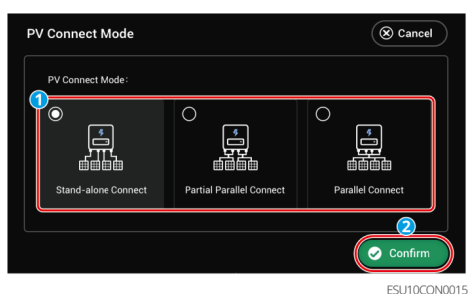 PV Connect Mode
Cancel
PV Connect Mode:
1
Stand-alone Connect
Partial Parallel Connect
Parallel Connect
2
Confirm
ESU10CON0015